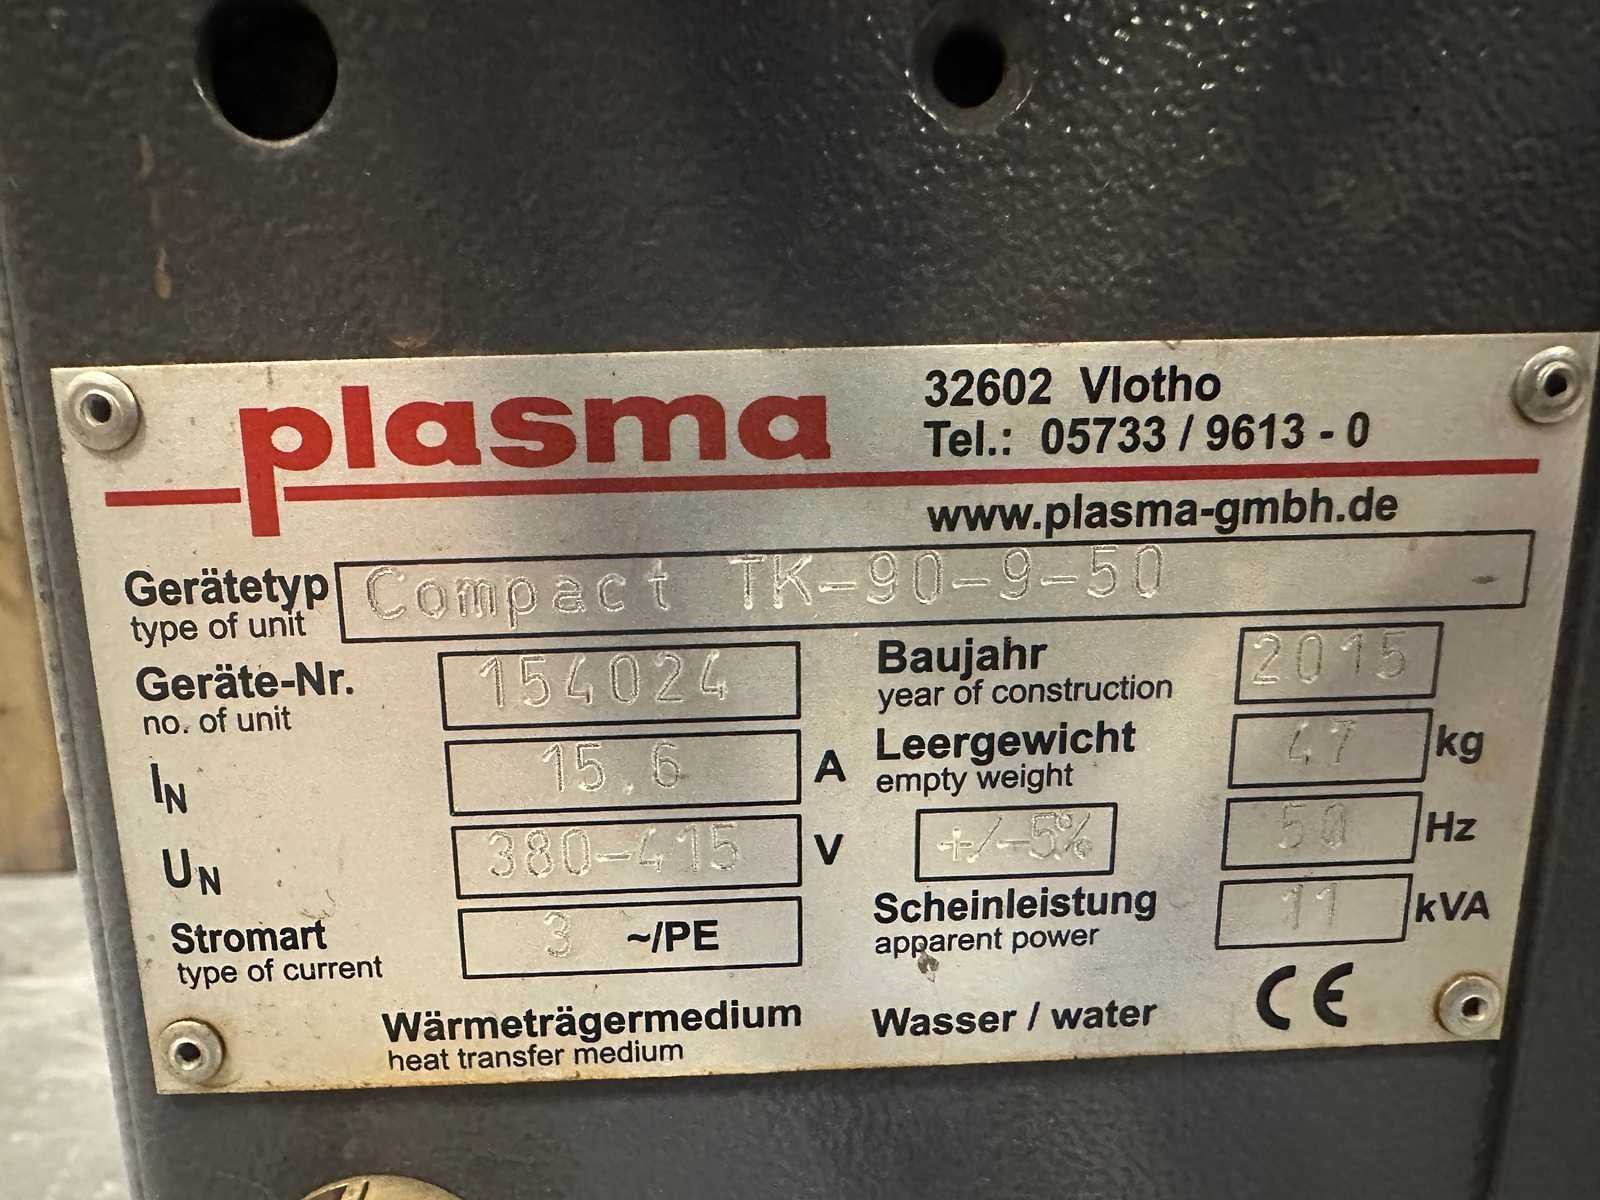 plasma
32602 Vlotho
Tel.: 05733 / 9613 - 0
www.plasma-gmbh.de
Gerätetyp Compact TK-90-9-50
type of unit
Geräte-Nr. 154024
no. of unit
Baujahr 2015
year of construction
IN 15.6 A
Leergewicht 47 kg
empty weight
UN 380-415 V +/-5% 50 Hz
Stromart 3 ~/PE
type of current
Scheinleistung 11 kVA
apparent power
Wärmeträgermedium Wasser / water
heat transfer medium
CE